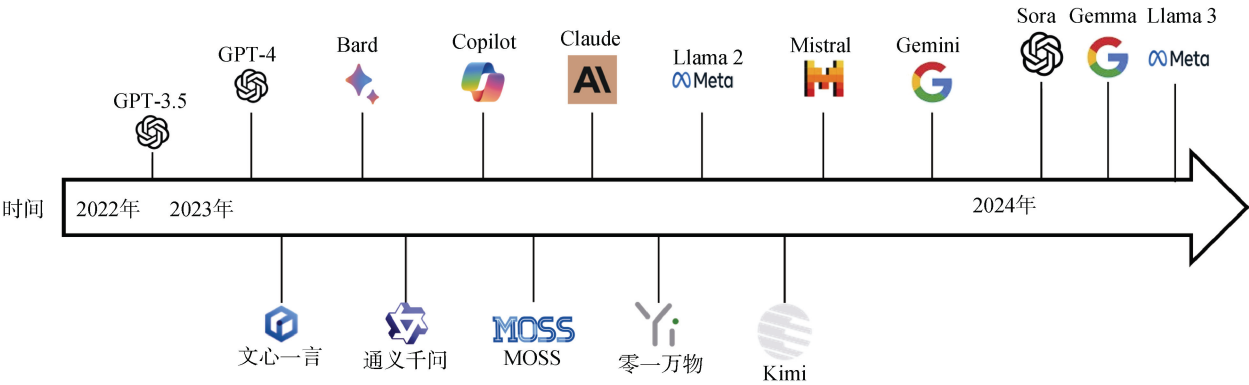 GPT-3.5
GPT-4
Bard
Copilot
Claude
A\
Llama 2
Meta
Mistral
Gemini
Sora
Gemma
Llama 3
Meta
时间
2022年
2023年
2024年
文心一言
通义千问
MOSS
MOSS
Yi
零一万物
Kimi